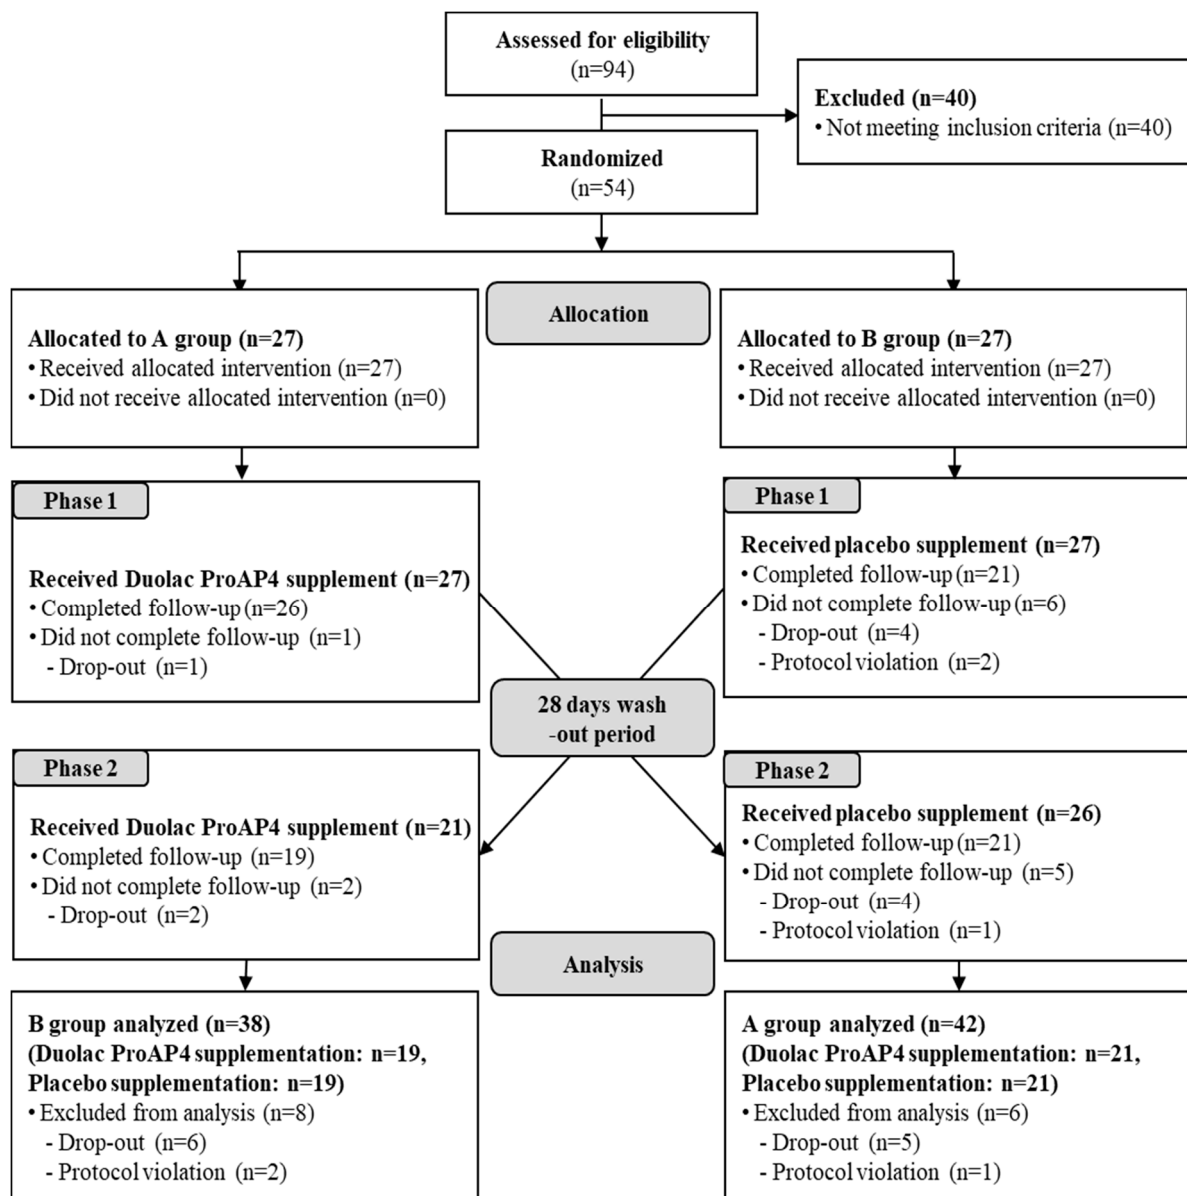 Assessed for eligibility
(n=94)
Excluded (n=40)
• Not meeting inclusion criteria (n=40)
Randomized
(n=54)
Allocation
Allocated to A group (n=27)
• Received allocated intervention (n=27)
• Did not receive allocated intervention (n=0)
Allocated to B group (n=27)
• Received allocated intervention (n=27)
• Did not receive allocated intervention (n=0)
Phase 1
Received Duolac ProAP4 supplement (n=27)
• Completed follow-up (n=26)
• Did not complete follow-up (n=1)
- Drop-out (n=1)
Phase 1
Received placebo supplement (n=27)
• Completed follow-up (n=21)
• Did not complete follow-up (n=6)
- Drop-out (n=4)
- Protocol violation (n=2)
28 days wash
-out period
Phase 2
Received Duolac ProAP4 supplement (n=21)
• Completed follow-up (n=19)
• Did not complete follow-up (n=2)
- Drop-out (n=2)
Phase 2
Received placebo supplement (n=26)
• Completed follow-up (n=21)
• Did not complete follow-up (n=5)
- Drop-out (n=4)
- Protocol violation (n=1)
Analysis
B group analyzed (n=38)
(Duolac ProAP4 supplementation: n=19,
Placebo supplementation: n=19)
• Excluded from analysis (n=8)
- Drop-out (n=6)
- Protocol violation (n=2)
A group analyzed (n=42)
(Duolac ProAP4 supplementation: n=21,
Placebo supplementation: n=21)
• Excluded from analysis (n=6)
- Drop-out (n=5)
- Protocol violation (n=1)